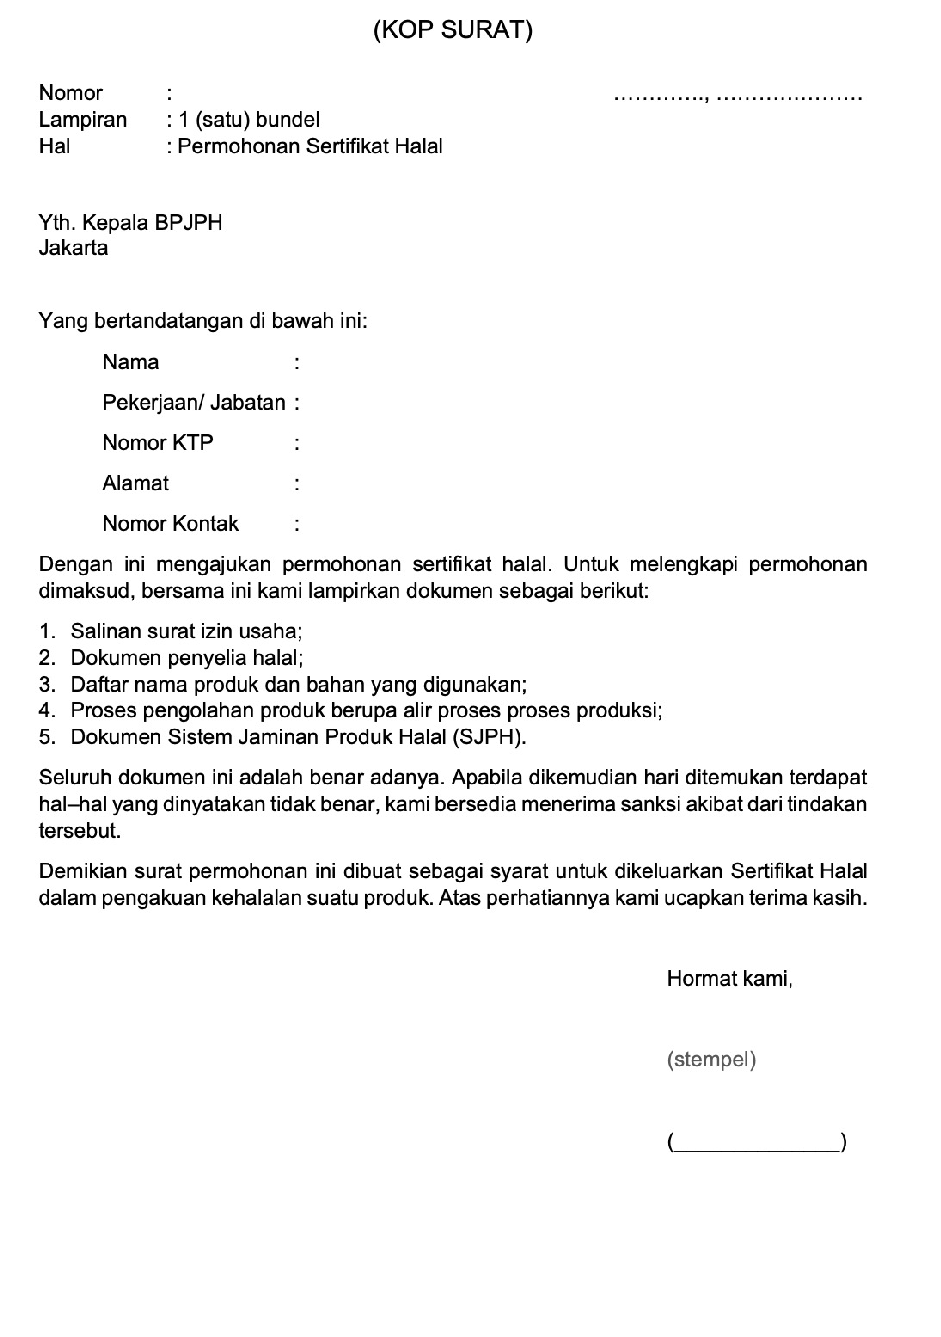 (KOP SURAT)
Nomor : ............., .....................
Lampiran : 1 (satu) bundel
Hal : Permohonan Sertifikat Halal
Yth. Kepala BPJPH
Jakarta
Yang bertandatangan di bawah ini:
Nama :
Pekerjaan/ Jabatan :
Nomor KTP :
Alamat :
Nomor Kontak :
Dengan ini mengajukan permohonan sertifikat halal. Untuk melengkapi permohonan
dimaksud, bersama ini kami lampirkan dokumen sebagai berikut:
1. Salinan surat izin usaha;
2. Dokumen penyelia halal;
3. Daftar nama produk dan bahan yang digunakan;
4. Proses pengolahan produk berupa alir proses proses produksi;
5. Dokumen Sistem Jaminan Produk Halal (SJPH).
Seluruh dokumen ini adalah benar adanya. Apabila dikemudian hari ditemukan terdapat
hal–hal yang dinyatakan tidak benar, kami bersedia menerima sanksi akibat dari tindakan
tersebut.
Demikian surat permohonan ini dibuat sebagai syarat untuk dikeluarkan Sertifikat Halal
dalam pengakuan kehalalan suatu produk. Atas perhatiannya kami ucapkan terima kasih.
Hormat kami,
(stempel)
(_______________)